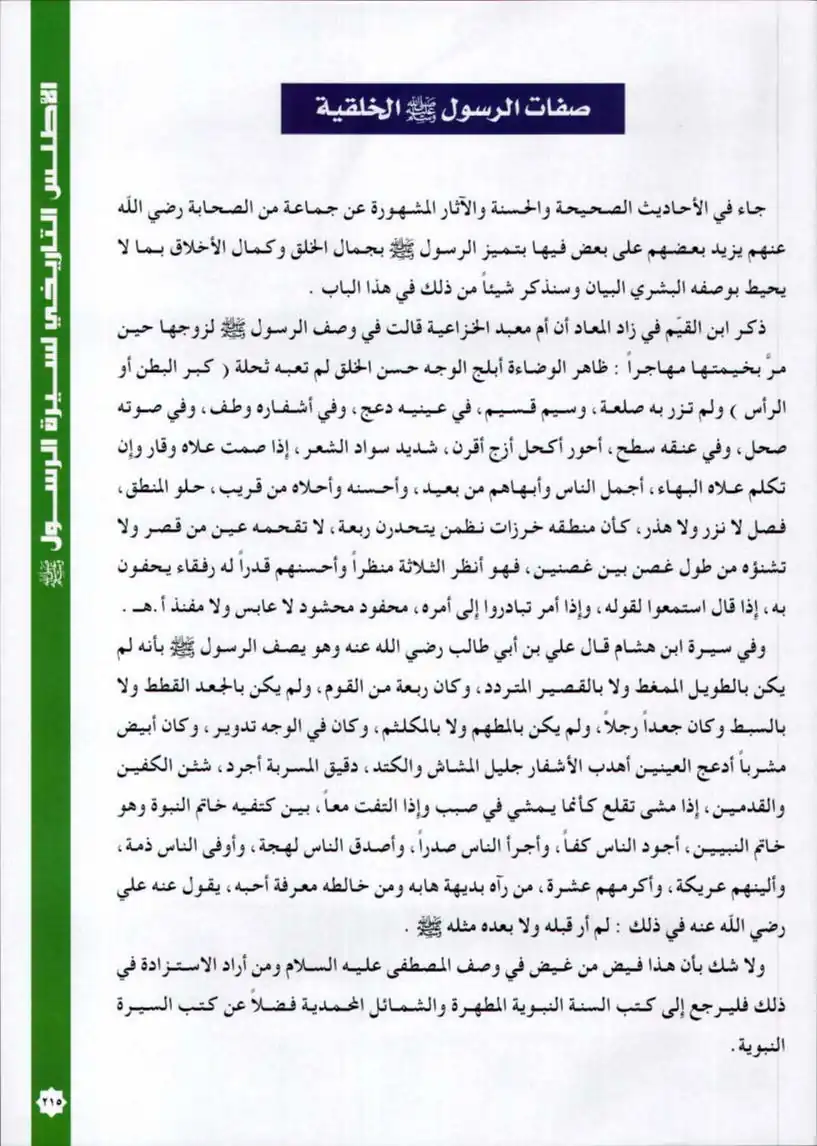 صفات الرسول ﷺ الخلقية
جاء في الأحاديث الصحيحة والحسنة والآثار المشهورة عن جماعة من الصحابة رضي الله
عنهم يزيد بعضهم على بعض فيها بتميز الرسول ﷺ بجمال الخلق وكمال الأخلاق بما لا
يحيط بوصفه البشري البيان وسنذكر شيئاً من ذلك في هذا الباب .
ذكر ابن القيّم في زاد المعاد أن أم معبد الخزاعية قالت في وصف الرسول ﷺ لزوجها حين
مرَّ بخيمتها مهاجراً : ظاهر الوضاءة أبلج الوجه حسن الخلق لم تعبه ثحلة ( كبر البطن أو
الرأس ) ولم تزر به صلعة، وسيم قسيم، في عينيه دعج، وفي أشفاره وطف، وفي صوته
صحل، وفي عنقه سطح، أحور أكحل أزج أقرن، شديد سواد الشعر، إذا صمت علاه وقار وإن
تكلم علاه البهاء، أجمل الناس وأبهاهم من بعيد، وأحسنه وأحلاه من قريب، حلو المنطق،
فصل لا نزر ولا هذر، كأن منطقه خرزات نظمن يتحدرن ربعة، لا تقحمه عين من قصر ولا
تشنؤه من طول غصن بين غصنين، فهو أنظر الثلاثة منظراً وأحسنهم قدراً له رفقاء يحفون
به، إذا قال استمعوا لقوله، وإذا أمر تبادروا إلى أمره، محفود محشود لا عابس ولا مفنذ أ.هـ .
وفي سيرة ابن هشام قال علي بن أبي طالب رضي الله عنه وهو يصف الرسول ﷺ بأنه لم
يكن بالطويل الممغط ولا بالقصير المتردد، وكان ربعة من القوم، ولم يكن بالجعد القطط ولا
بالسبط وكان جعداً رجلاً، ولم يكن بالمطهم ولا بالمكلثم، وكان في الوجه تدوير، وكان أبيض
مشرباً أدعج العينين أهدب الأشفار جليل المشاش والكتد، دقيق المسربة أجرد، شثن الكفين
والقدمين، إذا مشى تقلع كأنما يمشي في صبب وإذا التفت معاً، بين كتفيه خاتم النبوة وهو
خاتم النبيين، أجود الناس كفاً، وأجرأ الناس صدراً، وأصدق الناس لهجة، وأوفى الناس ذمة،
وألينهم عريكة، وأكرمهم عشرة، من رآه بديهة هابه ومن خالطه معرفة أحبه، يقول عنه علي
رضي الله عنه في ذلك : لم أر قبله ولا بعده مثله ﷺ .
ولا شك بأن هذا فيض من غيض في وصف المصطفى عليه السلام ومن أراد الاستزادة في
ذلك فليرجع إلى كتب السنة النبوية المطهرة والشمائل المحمدية فضلاً عن كتب السيرة
النبوية.
الأطلس التاريخي لسيرة الرسول ﷺ
٢١٥